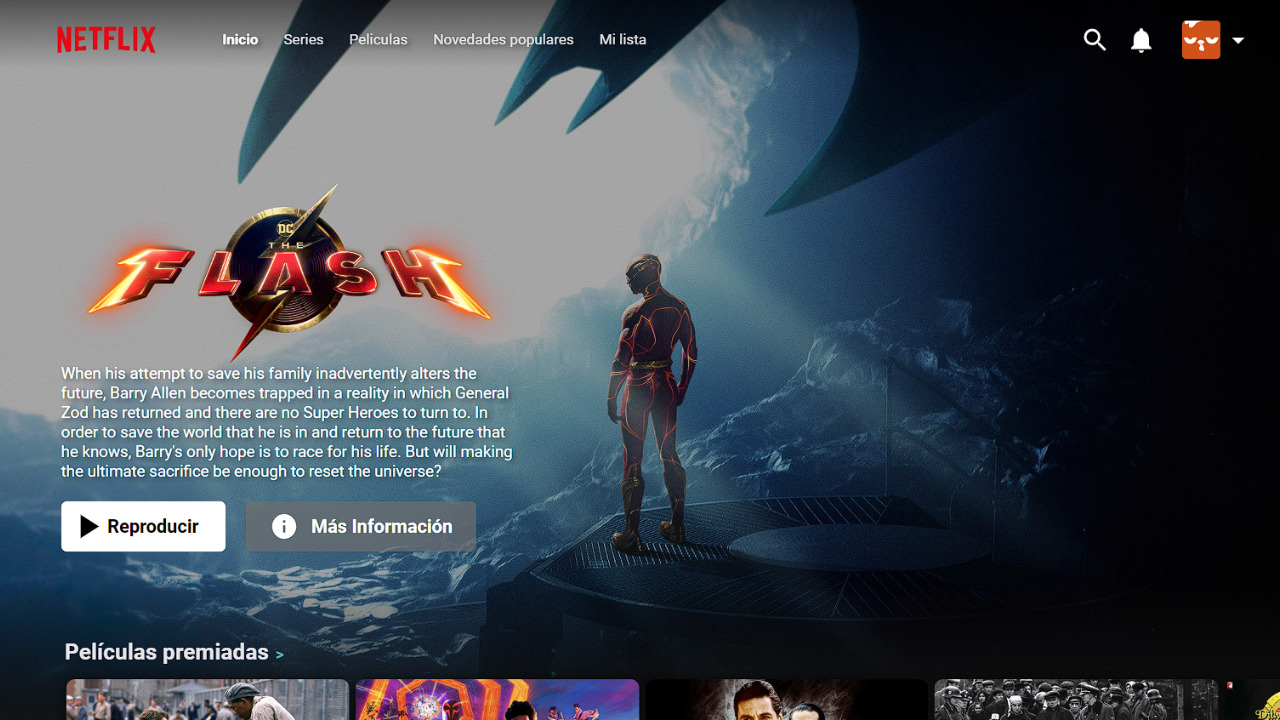 NETFLIX
Inicio
Series
Peliculas
Novedades populares
Mi lista
DC
THE
FLASH
When his attempt to save his family inadvertently alters the
future, Barry Allen becomes trapped in a reality in which General
Zod has returned and there are no Super Heroes to turn to. In
order to save the world that he is in and return to the future that
he knows, Barry's only hope is to race for his life. But will making
the ultimate sacrifice be enough to reset the universe?
Reproducir
Más Información
Películas premiadas >